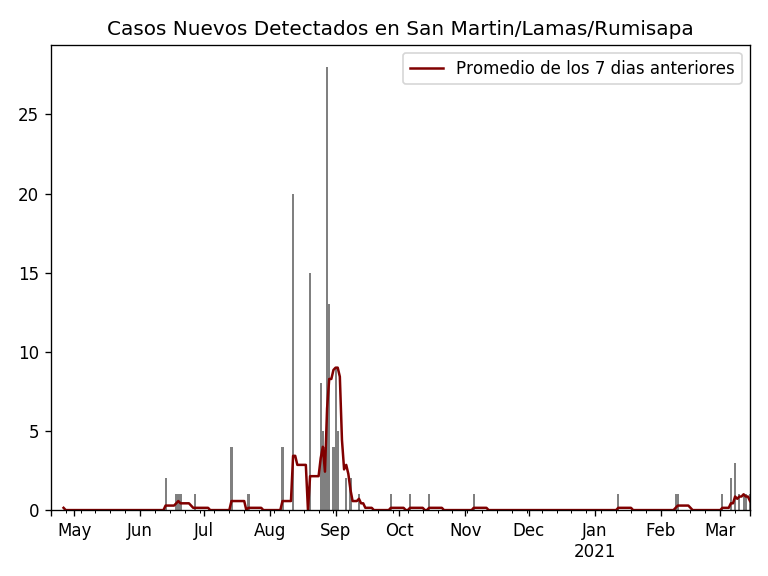 Casos Nuevos Detectados en San Martin/Lamas/Rumisapa
Promedio de los 7 dias anteriores
25
20
15
10
5
0
May Jun Jul Aug Sep Oct Nov Dec Jan Feb Mar
2021